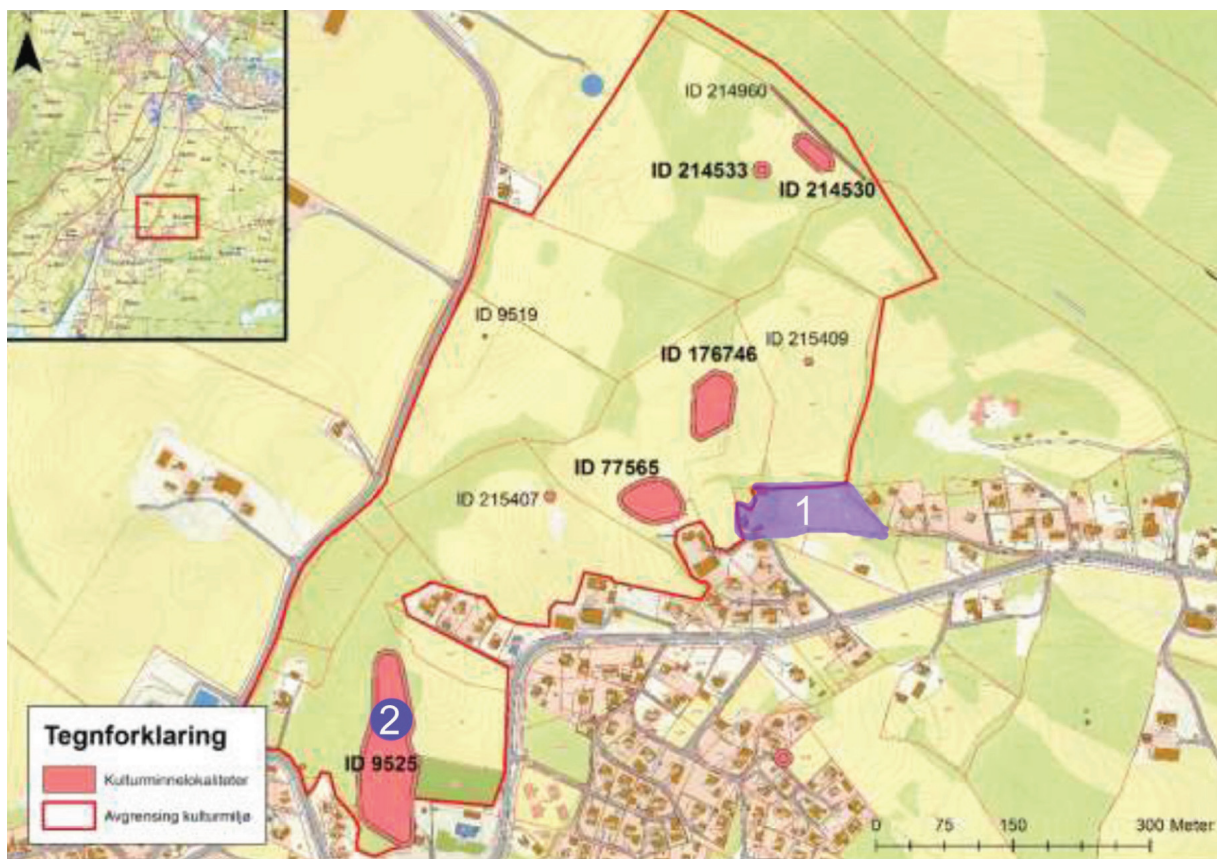 ID 214960
ID 214533
ID 214530
ID 9519
ID 215409
ID 176746
ID 77565
ID 215407
1
2
ID 9525
Tegnforklaring
Kulturminnelokaliteter
Avgrensing kulturmiljø
0 75 150 300 Meter